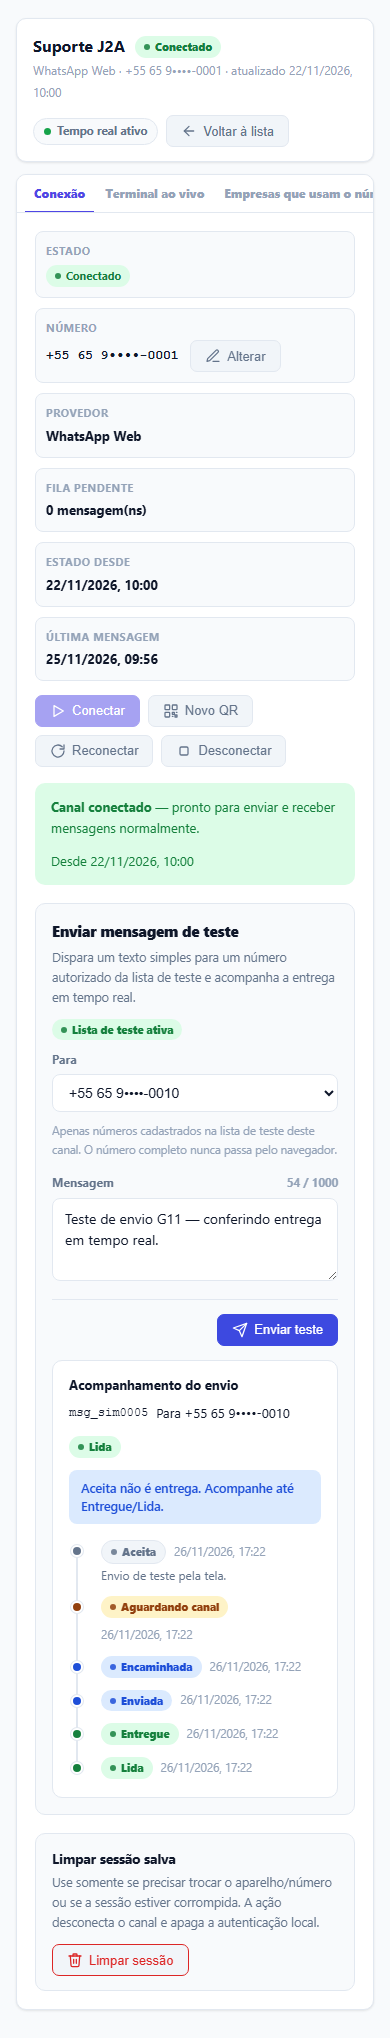 Suporte J2A
Conectado
WhatsApp Web · +55 65 9••••-0001 · atualizado 22/11/2026,
10:00
Tempo real ativo
Voltar à lista
Conexão
Terminal ao vivo
Empresas que usam o nú
ESTADO
Conectado
NÚMERO
+55 65 9••••-0001
Alterar
PROVEDOR
WhatsApp Web
FILA PENDENTE
0 mensagem(ns)
ESTADO DESDE
22/11/2026, 10:00
ÚLTIMA MENSAGEM
25/11/2026, 09:56
Conectar
Novo QR
Reconectar
Desconectar
Canal conectado — pronto para enviar e receber
mensagens normalmente.
Desde 22/11/2026, 10:00
Enviar mensagem de teste
Dispara um texto simples para um número
autorizado da lista de teste e acompanha a entrega
em tempo real.
Lista de teste ativa
Para
+55 65 9••••-0010
Apenas números cadastrados na lista de teste deste
canal. O número completo nunca passa pelo navegador.
Mensagem
54 / 1000
Teste de envio G11 — conferindo entrega
em tempo real.
Enviar teste
Acompanhamento do envio
msg_sim0005 Para +55 65 9••••-0010
Lida
Aceita não é entrega. Acompanhe até
Entregue/Lida.
Aceita 26/11/2026, 17:22
Envio de teste pela tela.
Aguardando canal
26/11/2026, 17:22
Encaminhada 26/11/2026, 17:22
Enviada 26/11/2026, 17:22
Entregue 26/11/2026, 17:22
Lida 26/11/2026, 17:22
Limpar sessão salva
Use somente se precisar trocar o aparelho/número
ou se a sessão estiver corrompida. A ação
desconecta o canal e apaga a autenticação local.
Limpar sessão